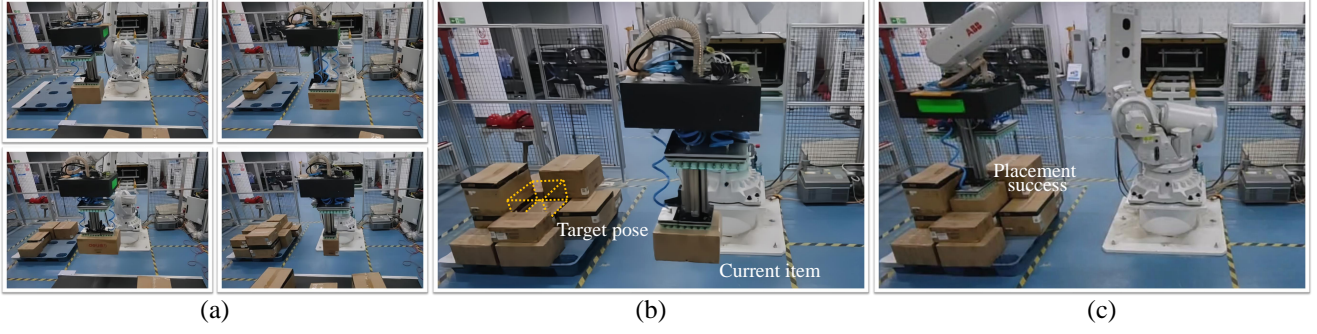 ABB
Placement
success
Target pose
Current item
(a)
(b)
(c)